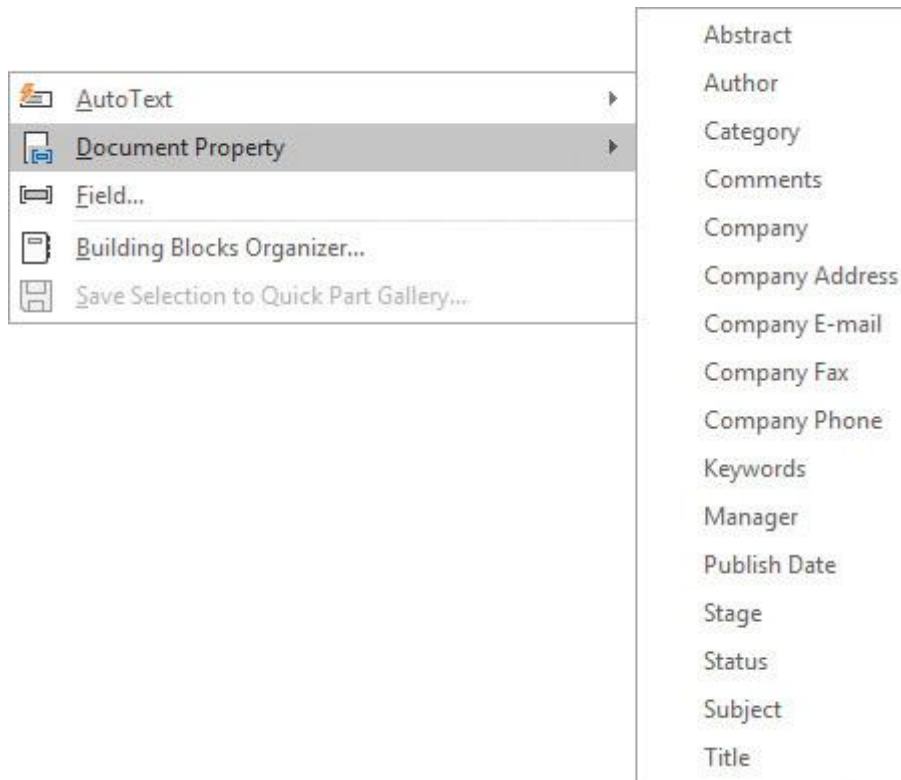 AutoText
Document Property
Field...
Building Blocks Organizer...
Save Selection to Quick Part Gallery...
Abstract
Author
Category
Comments
Company
Company Address
Company E-mail
Company Fax
Company Phone
Keywords
Manager
Publish Date
Stage
Status
Subject
Title